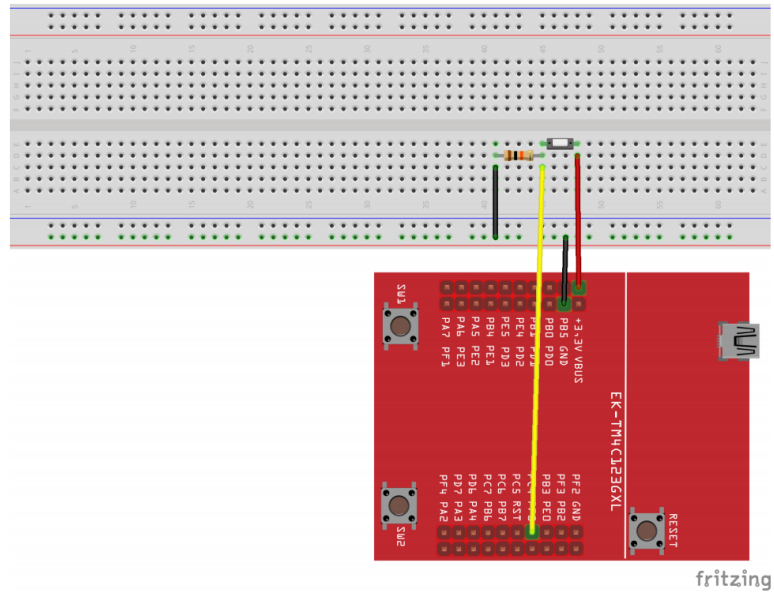 SW1
PA7 PF1
PA6 PE3
PA5 PE2
PB4 PE1
PE5 PD3
PE4 PD2
PB1
PB0 PD0
PB5 GND
+3,3V VBUS
EK-TM4C123GXL
PF4 PA2
PD7 PA3
PD6 PA4
PC7 PB6
PC6 PB7
PC5 RST
PB3 PE0
PF3 PB2
PF2 GND
SW2
RESET
fritzing